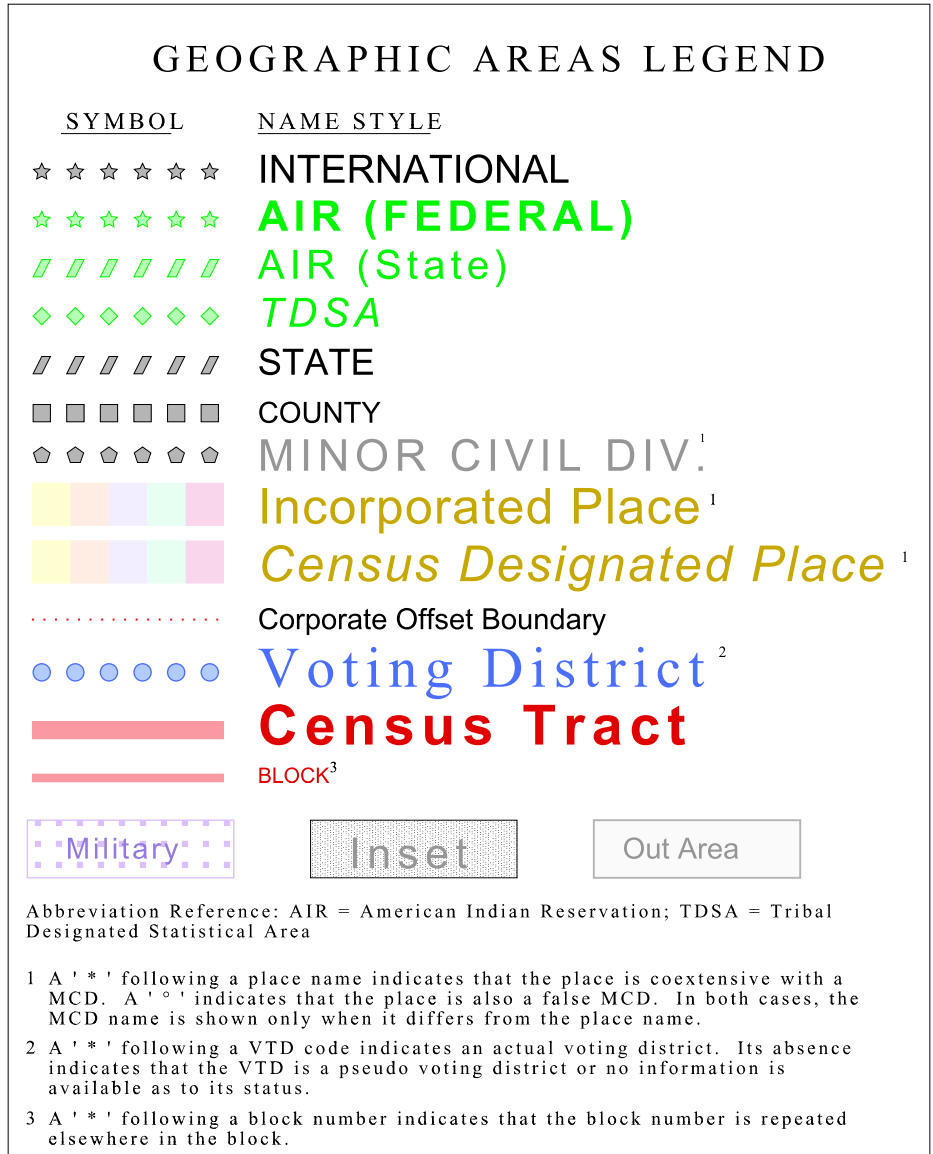 GEOGRAPHIC AREAS LEGEND
SYMBOL NAME STYLE
INTERNATIONAL
AIR (FEDERAL)
AIR (State)
TDSA
STATE
COUNTY
MINOR CIVIL DIV.¹
Incorporated Place ¹
Census Designated Place ¹
Corporate Offset Boundary
Voting District ²
Census Tract
BLOCK³
Military Inset Out Area
Abbreviation Reference: AIR = American Indian Reservation; TDSA = Tribal
Designated Statistical Area
1 A ' * ' following a place name indicates that the place is coextensive with a
MCD. A ' ° ' indicates that the place is also a false MCD. In both cases, the
MCD name is shown only when it differs from the place name.
2 A ' * ' following a VTD code indicates an actual voting district. Its absence
indicates that the VTD is a pseudo voting district or no information is
available as to its status.
3 A ' * ' following a block number indicates that the block number is repeated
elsewhere in the block.